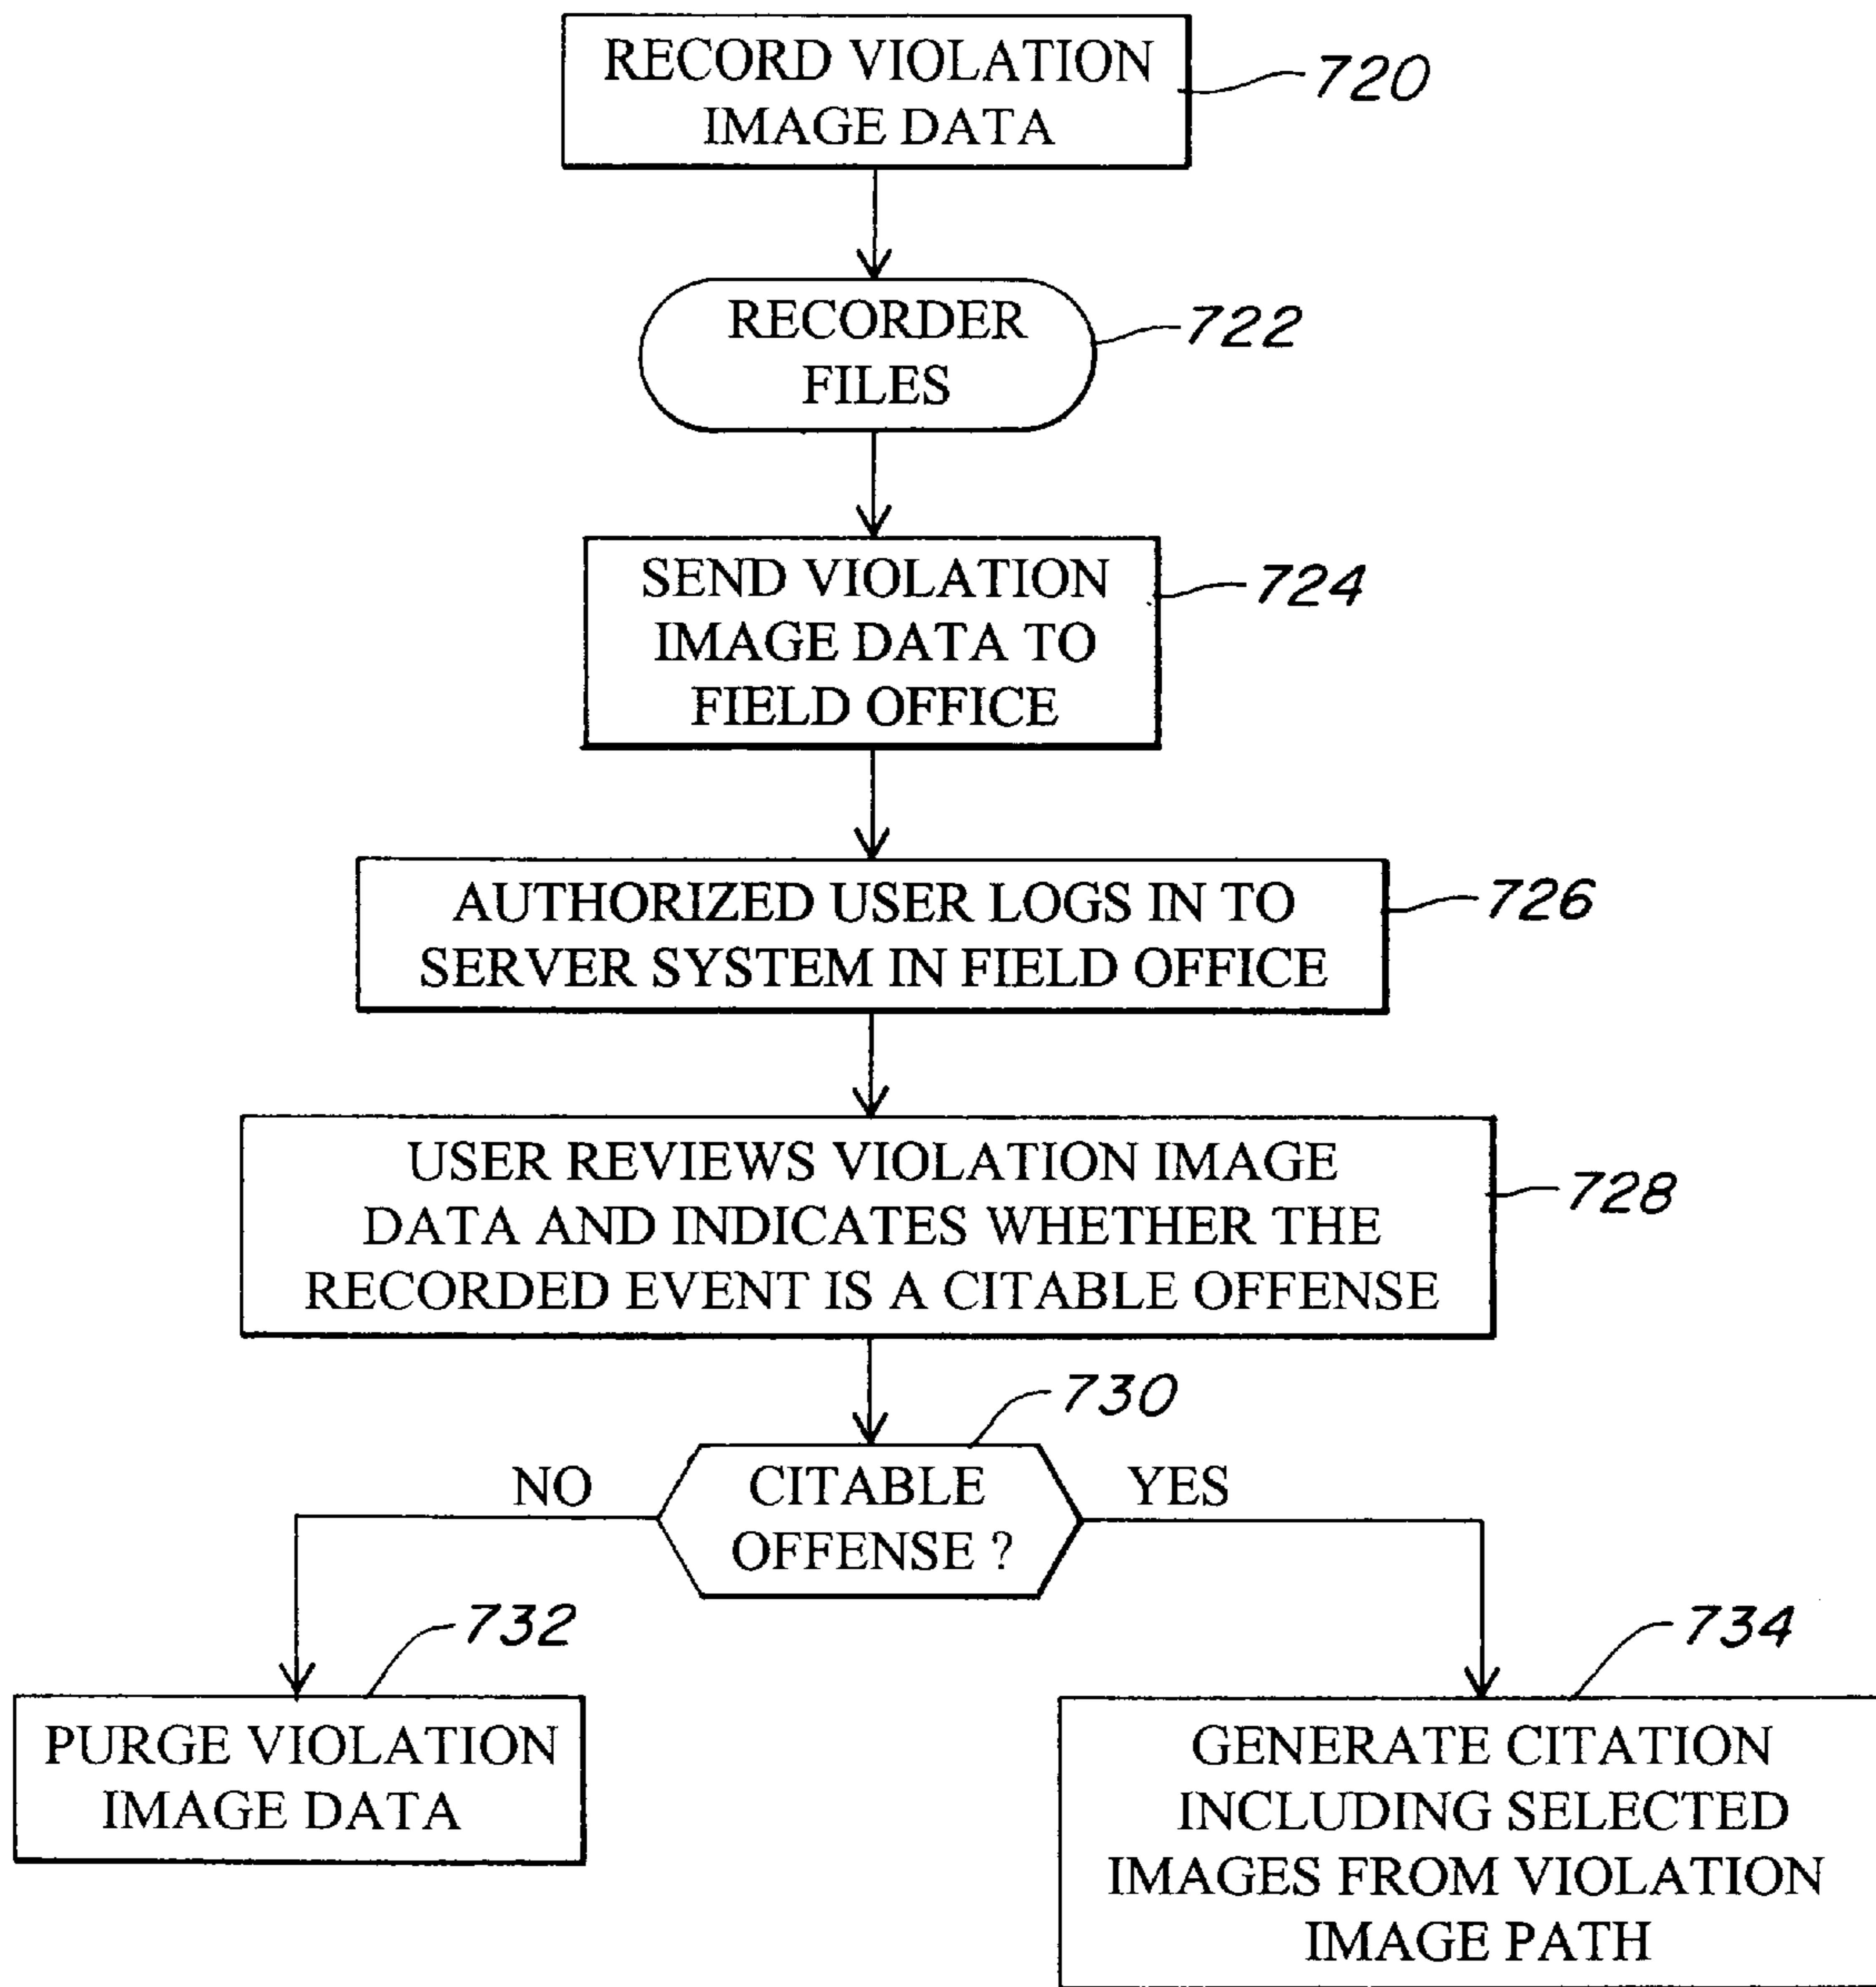 RECORD VIOLATION
IMAGE DATA
720
RECORDER
FILES
722
SEND VIOLATION
IMAGE DATA TO
FIELD OFFICE
724
AUTHORIZED USER LOGS IN TO
SERVER SYSTEM IN FIELD OFFICE
726
USER REVIEWS VIOLATION IMAGE
DATA AND INDICATES WHETHER THE
RECORDED EVENT IS A CITABLE OFFENSE
728
730
NO
CITABLE
OFFENSE ?
YES
732
PURGE VIOLATION
IMAGE DATA
734
GENERATE CITATION
INCLUDING SELECTED
IMAGES FROM VIOLATION
IMAGE PATH